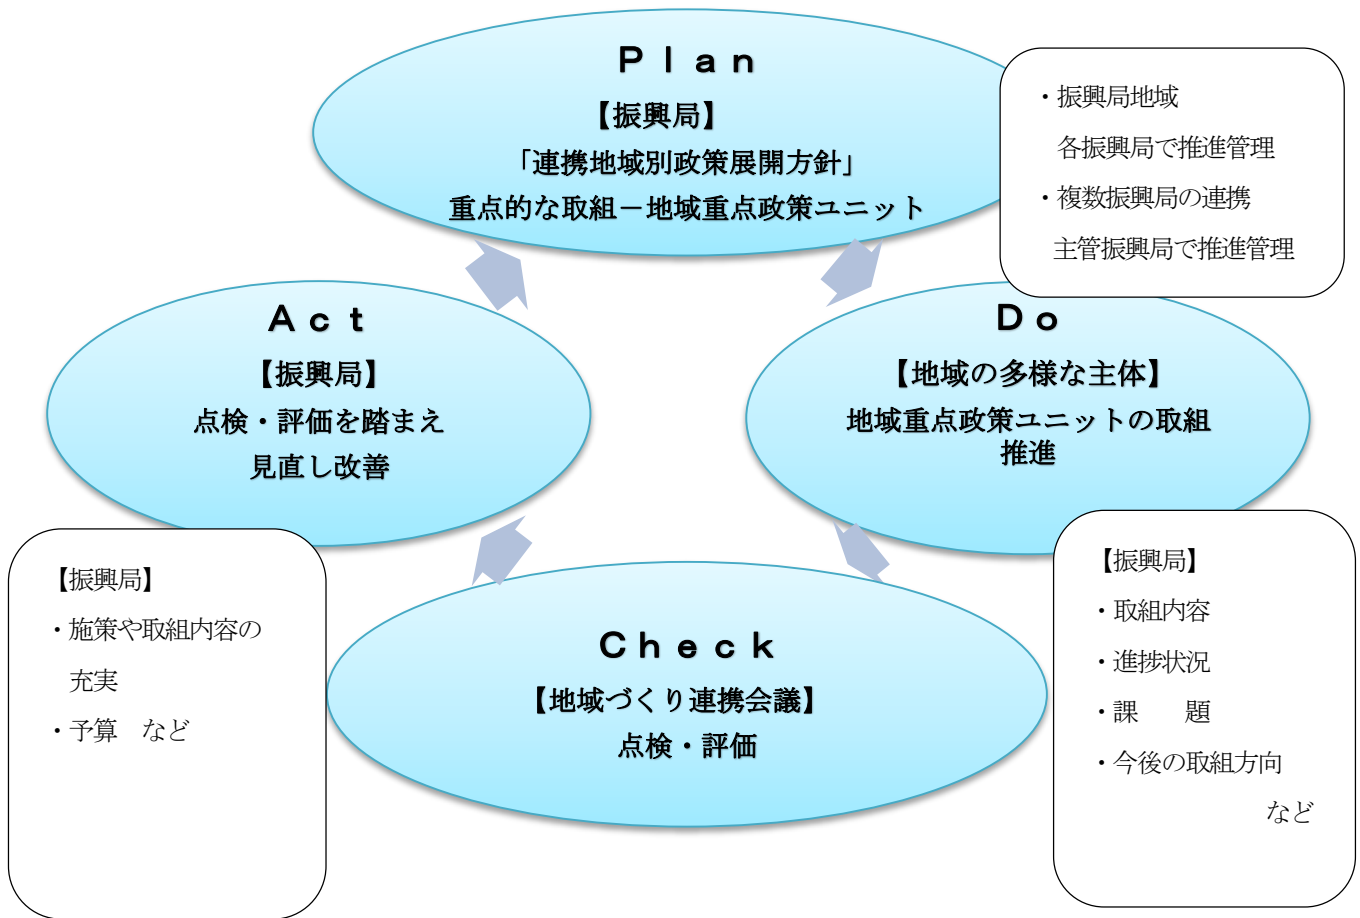 Ｐｌａｎ
【振興局】
「連携地域別政策展開方針」
重点的な取組－地域重点政策ユニット
・振興局地域
各振興局で推進管理
・複数振興局の連携
主管振興局で推進管理
Ｄｏ
【地域の多様な主体】
地域重点政策ユニットの取組
推進
【振興局】
・取組内容
・進捗状況
・課　　題
・今後の取組方向
など
Ｃｈｅｃｋ
【地域づくり連携会議】
点検・評価
Ａｃｔ
【振興局】
点検・評価を踏まえ
見直し改善
【振興局】
・施策や取組内容の
充実
・予算　など